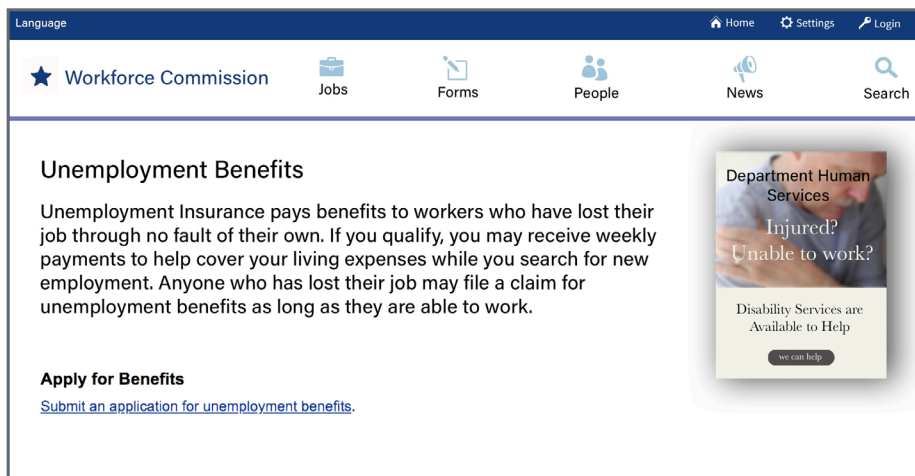 Language
Home Settings Login
Workforce Commission
Jobs Forms People News Search
Unemployment Benefits
Unemployment Insurance pays benefits to workers who have lost their
job through no fault of their own. If you qualify, you may receive weekly
payments to help cover your living expenses while you search for new
employment. Anyone who has lost their job may file a claim for
unemployment benefits as long as they are able to work.
Apply for Benefits
Submit an application for unemployment benefits.
Department Human
Services
Injured?
Unable to work?
Disability Services are
Available to Help
we can help